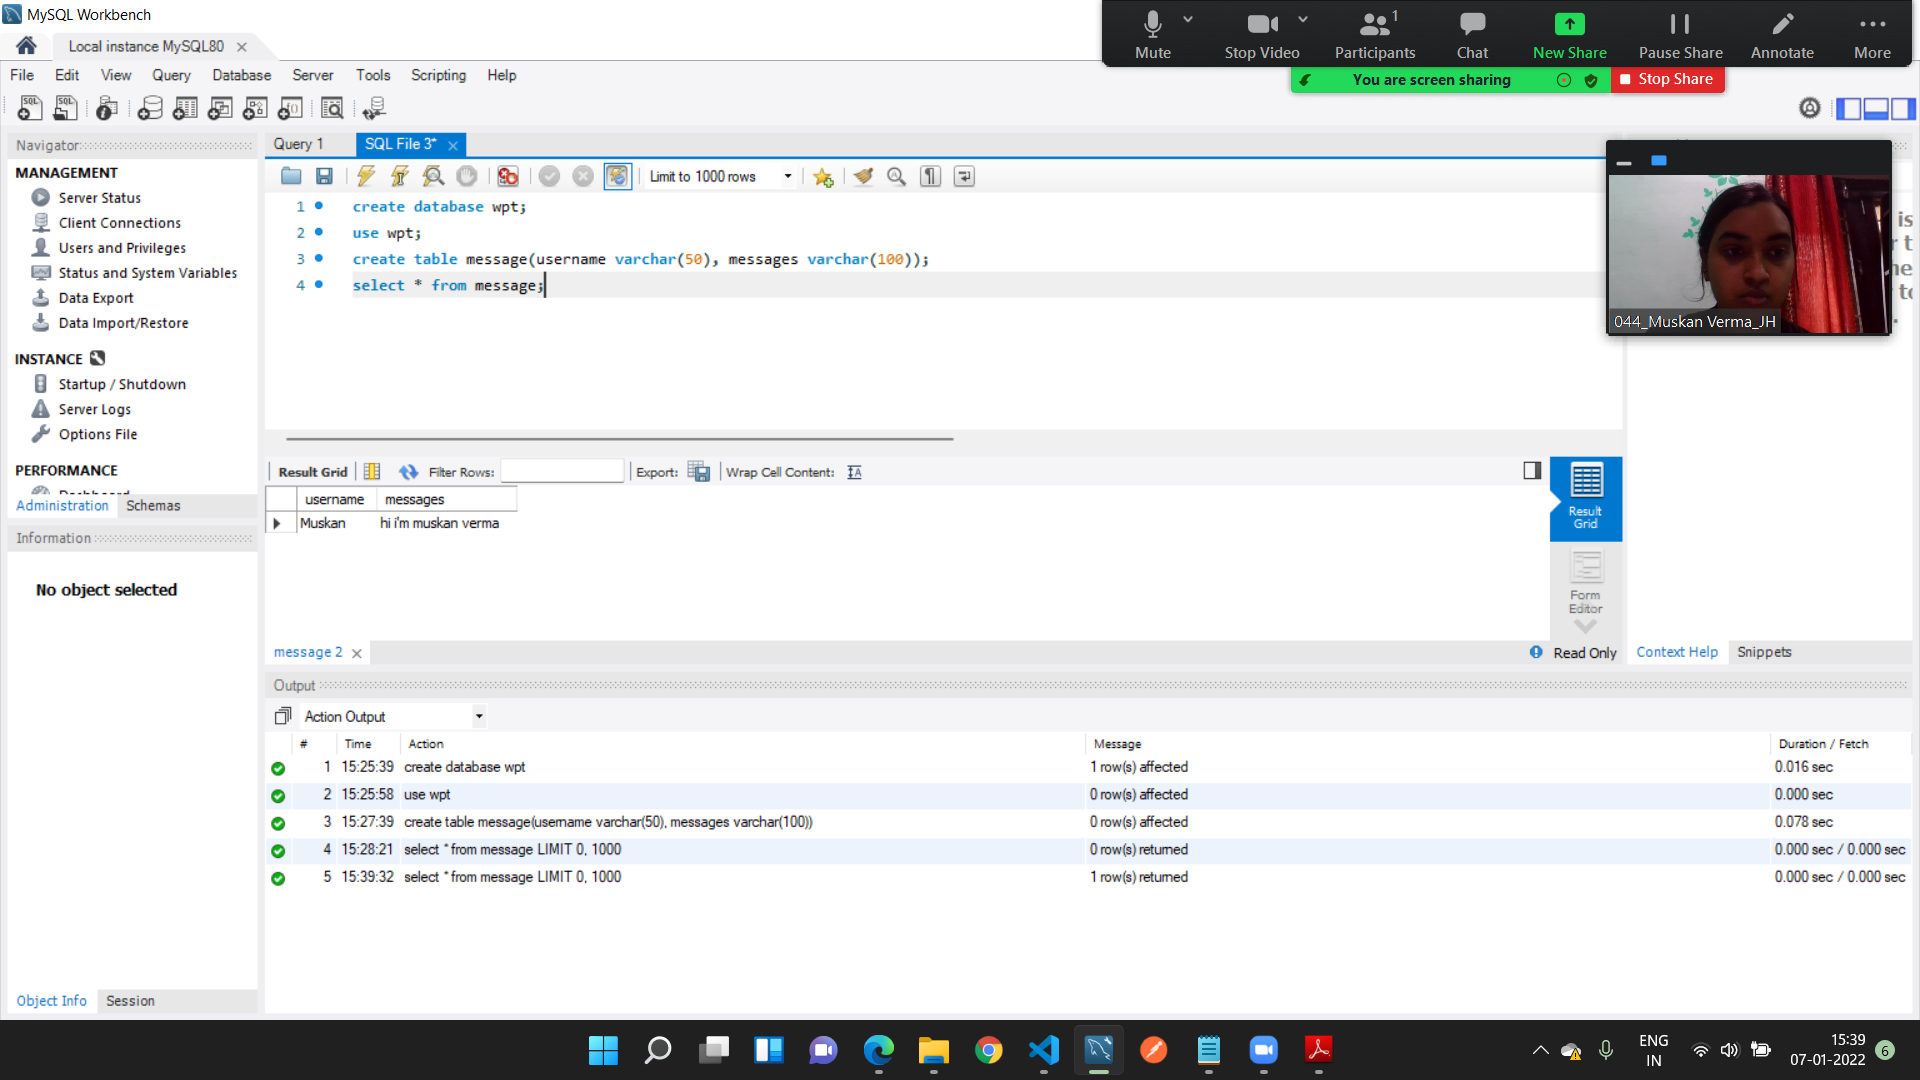 MySQL Workbench
Mute
Stop Video
Participants
1
Chat
New Share
Pause Share
Annotate
More
You are screen sharing
Stop Share
Local instance MySQL80
File Edit View Query Database Server Tools Scripting Help
Navigator
MANAGEMENT
Server Status
Client Connections
Users and Privileges
Status and System Variables
Data Export
Data Import/Restore
INSTANCE
Startup / Shutdown
Server Logs
Options File
PERFORMANCE
Dashboard
Administration Schemas
Information
No object selected
Object Info Session
Query 1 SQL File 3*
Limit to 1000 rows
1 create database wpt;
2 use wpt;
3 create table message(username varchar(50), messages varchar(100));
4 select * from message;
044_Muskan Verma_JH
Result Grid Filter Rows: Export: Wrap Cell Content:
username messages
Muskan hi i'm muskan verma
Result
Grid
Form
Editor
message 2
Read Only
Context Help Snippets
Output
Action Output
# Time Action Message Duration / Fetch
1 15:25:39 create database wpt 1 row(s) affected 0.016 sec
2 15:25:58 use wpt 0 row(s) affected 0.000 sec
3 15:27:39 create table message(username varchar(50), messages varchar(100)) 0 row(s) affected 0.078 sec
4 15:28:21 select * from message LIMIT 0, 1000 0 row(s) returned 0.000 sec / 0.000 sec
5 15:39:32 select * from message LIMIT 0, 1000 1 row(s) returned 0.000 sec / 0.000 sec
ENG
IN
15:39
07-01-2022
6